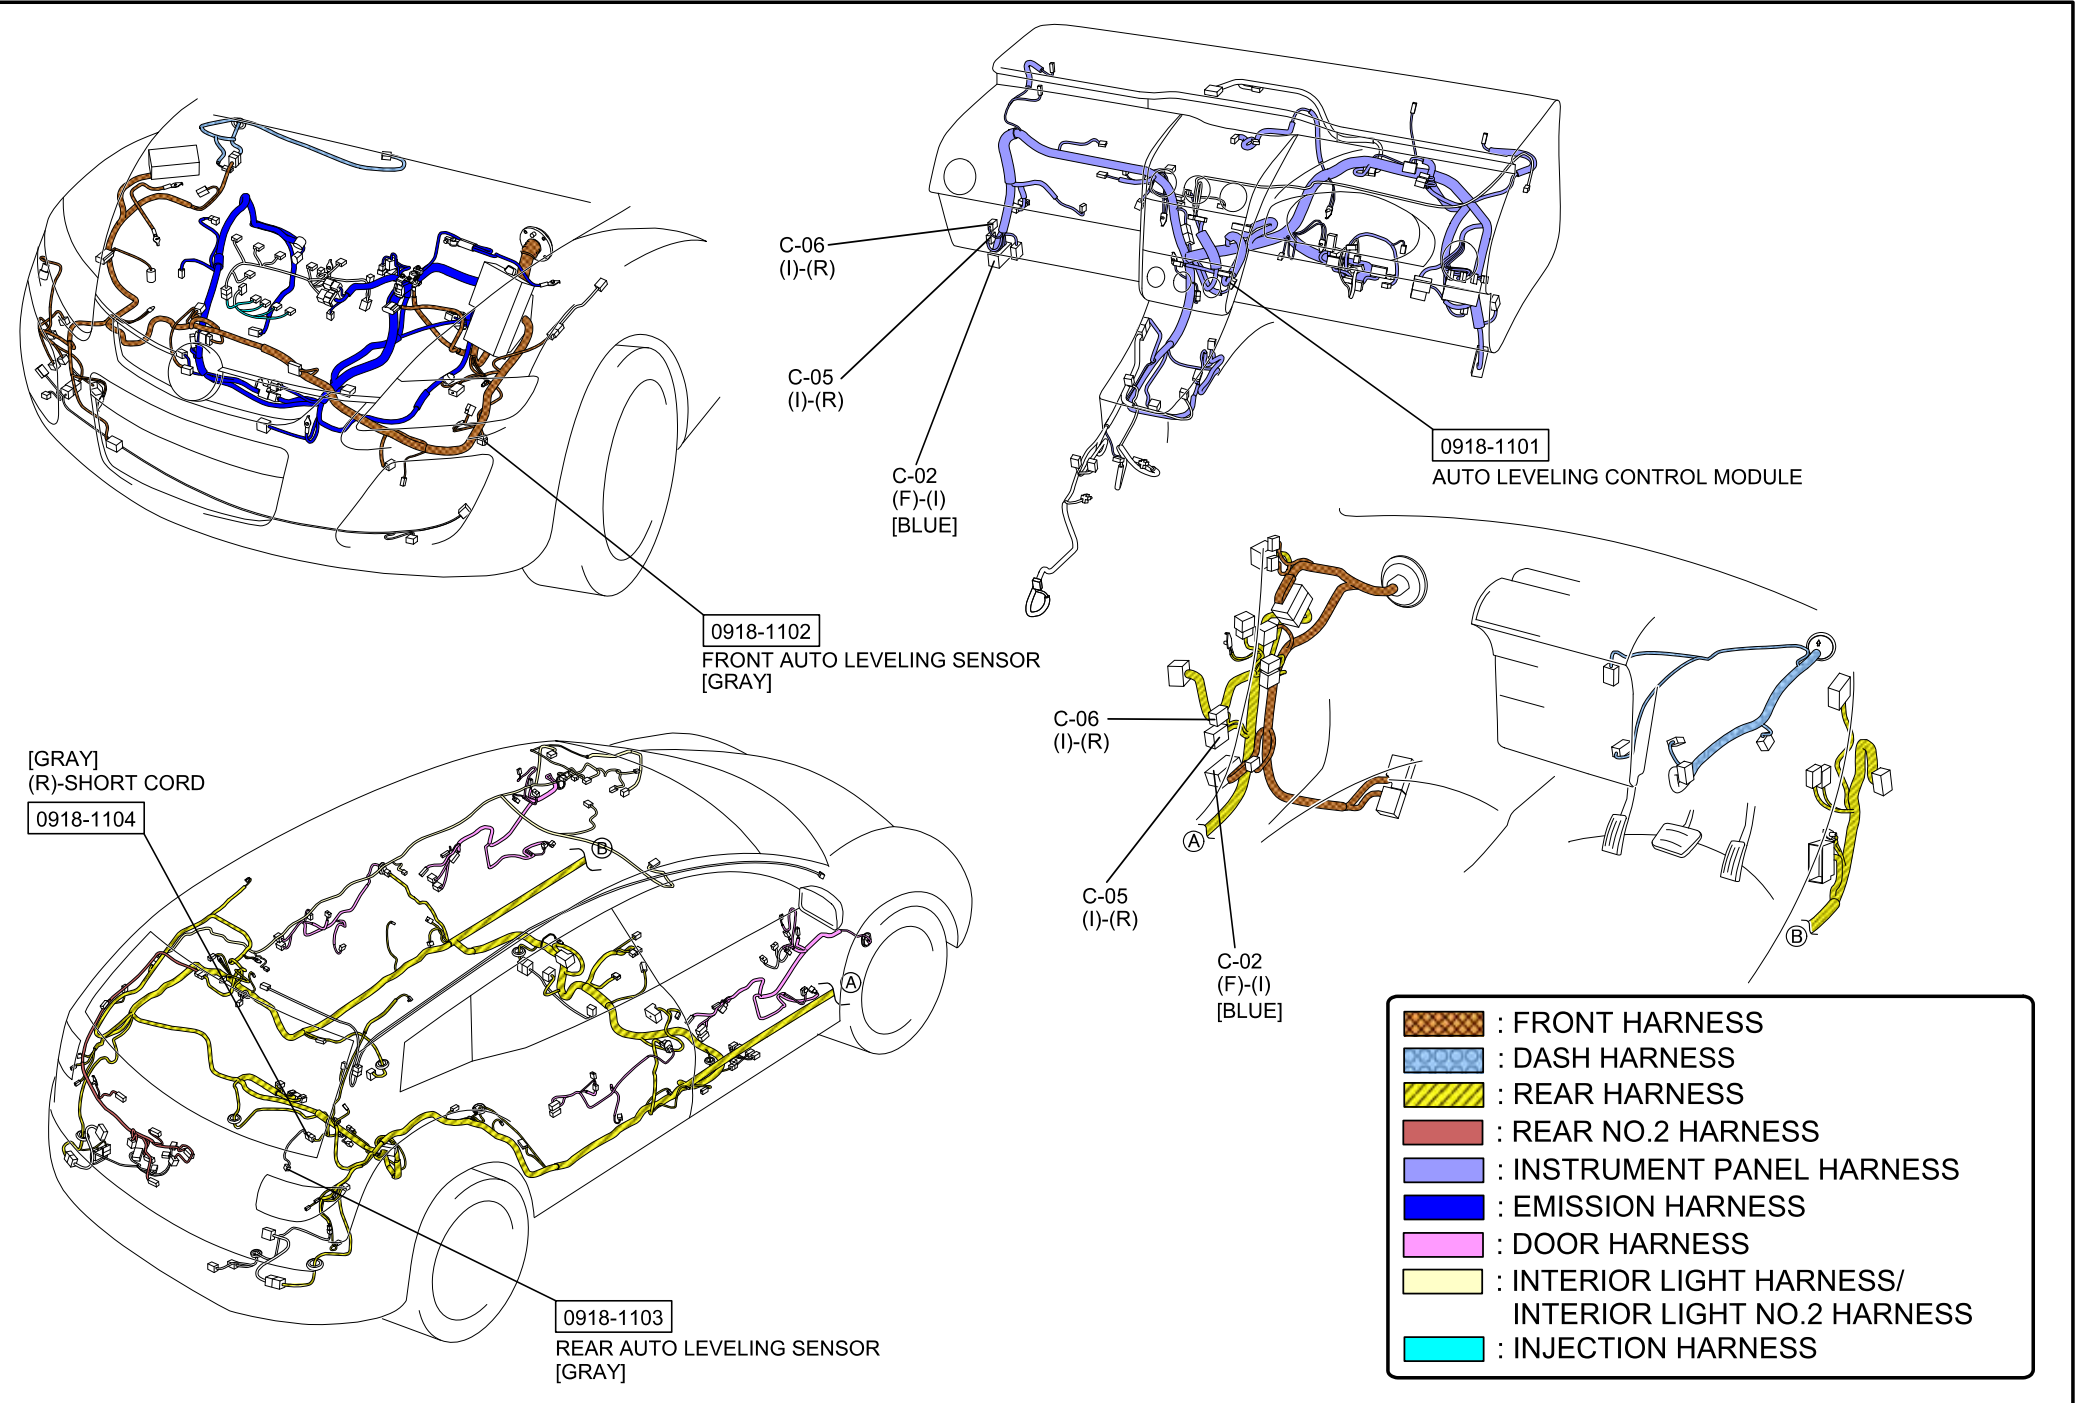 C-06
(I)-(R)
C-05
(I)-(R)
C-02
(F)-(I)
[BLUE]
0918-1101
AUTO LEVELING CONTROL MODULE
0918-1102
FRONT AUTO LEVELING SENSOR
[GRAY]
C-06
(I)-(R)
A
C-05
(I)-(R)
C-02
(F)-(I)
[BLUE]
B
[GRAY]
(R)-SHORT CORD
0918-1104
B
A
0918-1103
REAR AUTO LEVELING SENSOR
[GRAY]
: FRONT HARNESS
: DASH HARNESS
: REAR HARNESS
: REAR NO.2 HARNESS
: INSTRUMENT PANEL HARNESS
: EMISSION HARNESS
: DOOR HARNESS
: INTERIOR LIGHT HARNESS/
INTERIOR LIGHT NO.2 HARNESS
: INJECTION HARNESS